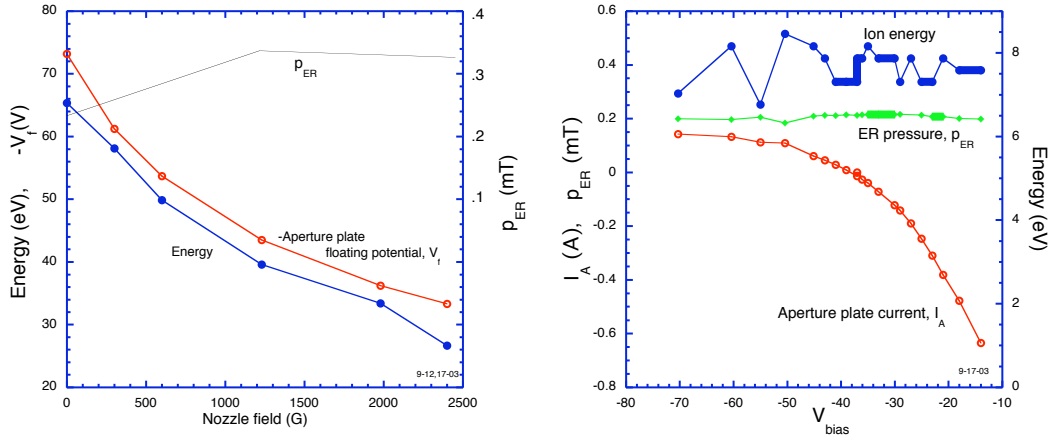 80
70
60
50
40
30
20
Energy (eV), -V_f(V)
.4
.3
.2
.1
p_ER (mT)
p_ER
-Aperture plate
floating potential, V_f
Energy
9-12,17-03
0 500 1000 1500 2000 2500
Nozzle field (G)
0.6
0.4
0.2
0
-0.2
-0.4
-0.6
-0.8
I_A (A), p_ER (mT)
8
6
4
2
0
Energy (eV)
Ion energy
ER pressure, p_ER
Aperture plate current, I_A
9-17-03
-80 -70 -60 -50 -40 -30 -20 -10
V_bias